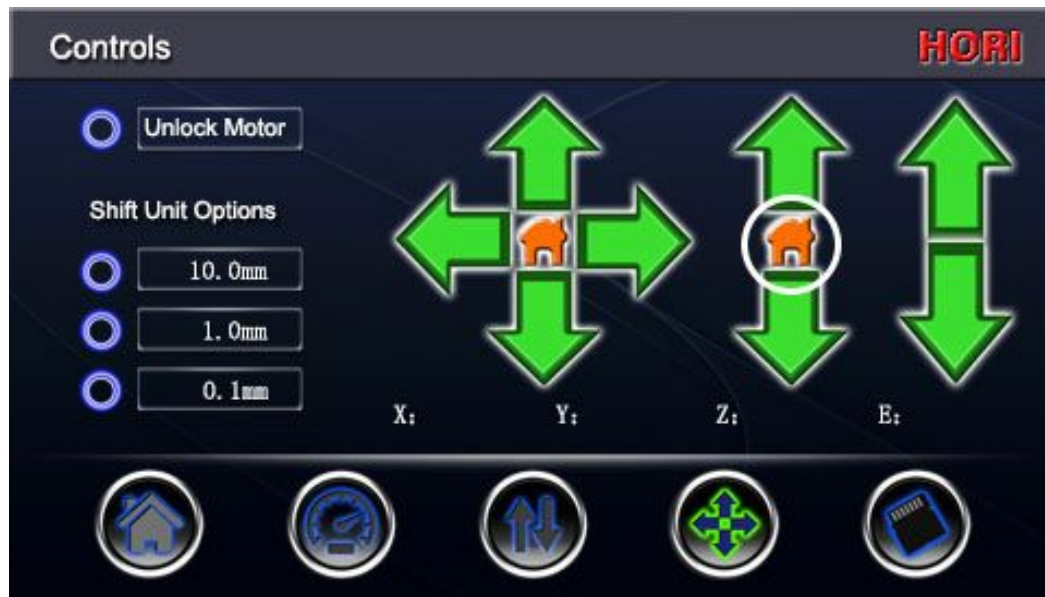 Controls
HORI
Unlock Motor
Shift Unit Options
10.0mm
1.0mm
0.1mm
X: Y: Z: E: